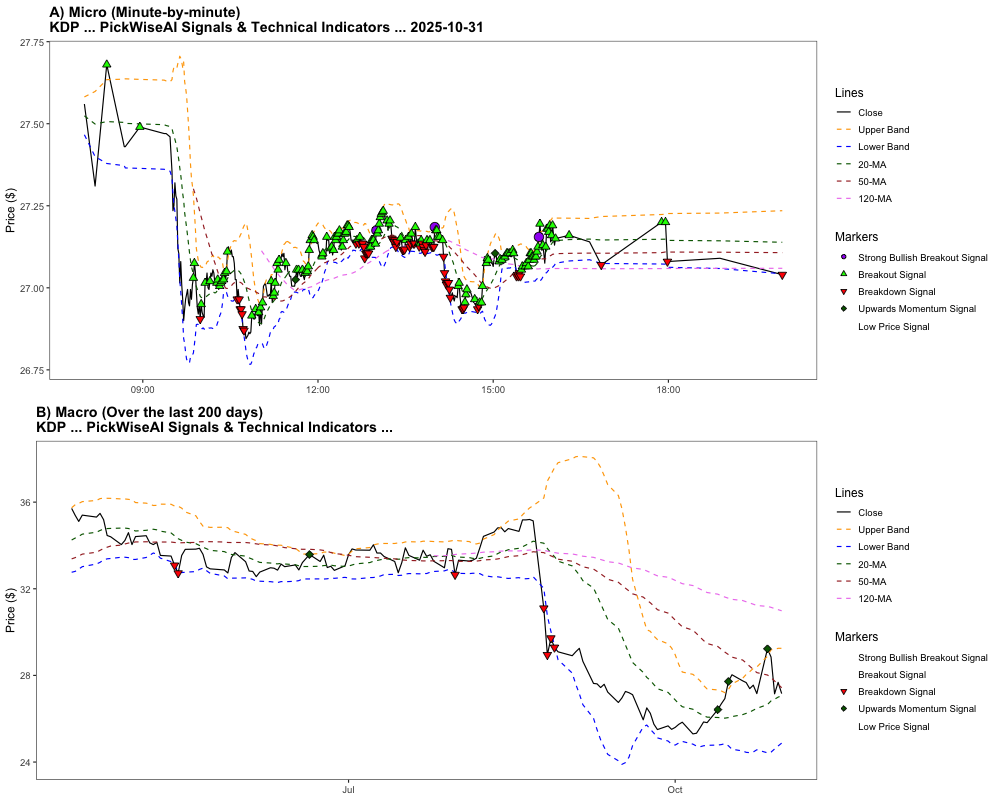 A) Micro (Minute-by-minute)
KDP ... PickWiseAI Signals & Technical Indicators ... 2025-10-31
27.75
27.50
27.25
27.00
26.75
Price ($)
09:00
12:00
15:00
18:00
Lines
Close
Upper Band
Lower Band
20-MA
50-MA
120-MA
Markers
Strong Bullish Breakout Signal
Breakout Signal
Breakdown Signal
Upwards Momentum Signal
Low Price Signal
B) Macro (Over the last 200 days)
KDP ... PickWiseAI Signals & Technical Indicators ...
36
32
28
24
Price ($)
Jul
Oct
Lines
Close
Upper Band
Lower Band
20-MA
50-MA
120-MA
Markers
Strong Bullish Breakout Signal
Breakout Signal
Breakdown Signal
Upwards Momentum Signal
Low Price Signal